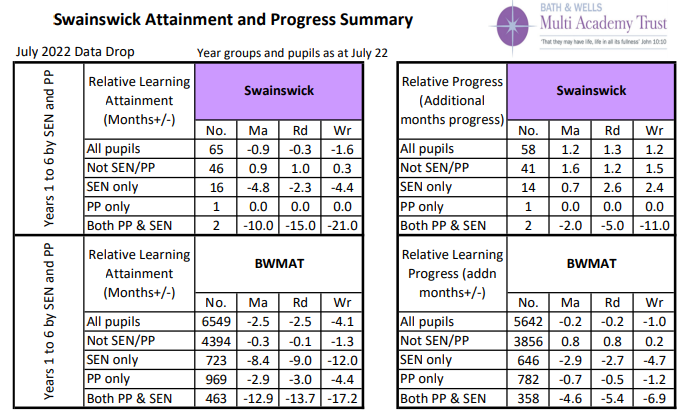 Swainswick Attainment and Progress Summary
BATH & WELLS
Multi Academy Trust
'That they may have life, life in all its fullness' John 10:10
July 2022 Data Drop
Year groups and pupils as at July 22
Years 1 to 6 by SEN and PP
Relative Learning Attainment (Months+/-) Swainswick
No. Ma Rd Wr
All pupils 65 -0.9 -0.3 -1.6
Not SEN/PP 46 0.9 1.0 0.3
SEN only 16 -4.8 -2.3 -4.4
PP only 1 0.0 0.0 0.0
Both PP & SEN 2 -10.0 -15.0 -21.0
Relative Progress (Additional months progress) Swainswick
No. Ma Rd Wr
All pupils 58 1.2 1.3 1.2
Not SEN/PP 41 1.6 1.2 1.5
SEN only 14 0.7 2.6 2.4
PP only 1 0.0 0.0 0.0
Both PP & SEN 2 -2.0 -5.0 -11.0
Years 1 to 6 by SEN and PP
Relative Learning Attainment (Months+/-) BWMAT
No. Ma Rd Wr
All pupils 6549 -2.5 -2.5 -4.1
Not SEN/PP 4394 -0.3 -0.1 -1.3
SEN only 723 -8.4 -9.0 -12.0
PP only 969 -2.9 -3.0 -4.4
Both PP & SEN 463 -12.9 -13.7 -17.2
Relative Learning Progress (addn months+/-) BWMAT
No. Ma Rd Wr
All pupils 5642 -0.2 -0.2 -1.0
Not SEN/PP 3856 0.8 0.8 0.2
SEN only 646 -2.9 -2.7 -4.7
PP only 782 -0.7 -0.5 -1.2
Both PP & SEN 358 -4.6 -5.4 -6.9